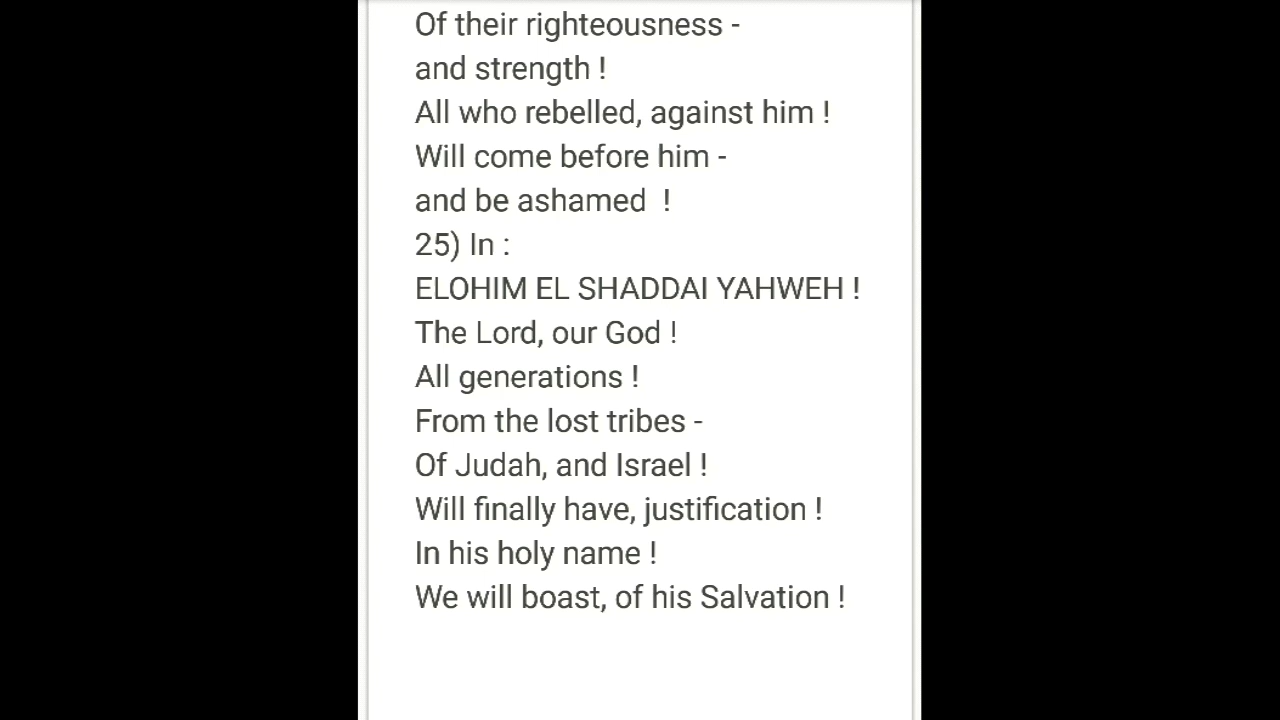 Of their righteousness -
and strength !
All who rebelled, against him !
Will come before him -
and be ashamed  !
25) In :
ELOHIM EL SHADDAI YAHWEH !
The Lord, our God !
All generations !
From the lost tribes -
Of Judah, and Israel !
Will finally have, justification !
In his holy name !
We will boast, of his Salvation !